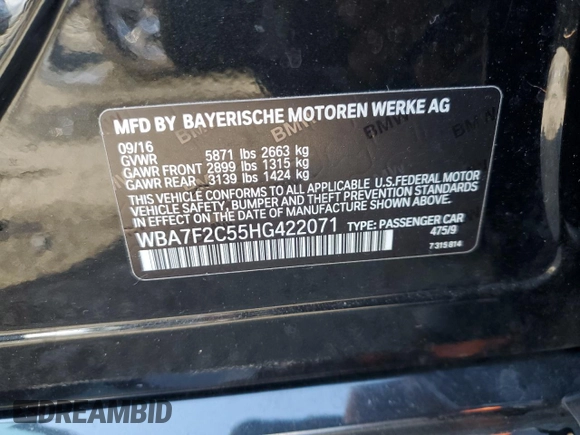 MFD BY BAYERISCHE MOTOREN WERKE AG
09/16
GVWR 5871 lbs 2663 kg
GAWR FRONT 2899 lbs 1315 kg
GAWR REAR 3139 lbs 1424 kg
THIS VEHICLE CONFORMS TO ALL APPLICABLE U.S.FEDERAL MOTOR
VEHICLE SAFETY, BUMPER AND THEFT PREVENTION STANDARDS
IN EFFECT ON THE DATE OF MANUFACTURE SHOWN ABOVE.
WBA7F2C55HG422071 TYPE: PASSENGER CAR
475/9
7 315 814
DREAMBID